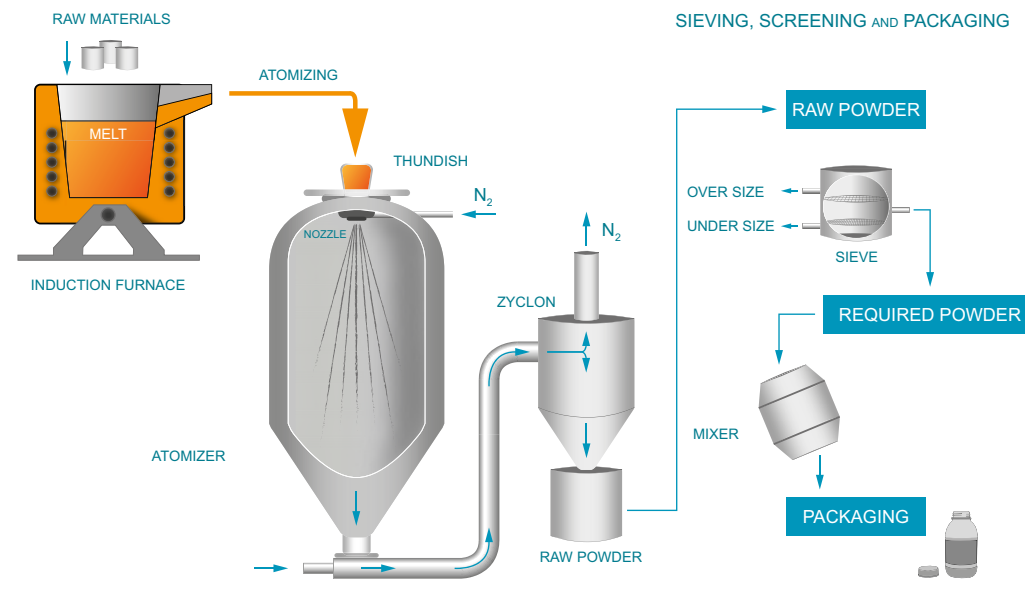 RAW MATERIALS
SIEVING, SCREENING AND PACKAGING
ATOMIZING
RAW POWDER
MELT
THUNDISH
OVER SIZE
N2
NOZZLE
N2
UNDER SIZE
SIEVE
INDUCTION FURNACE
ZYCLON
REQUIRED POWDER
MIXER
ATOMIZER
PACKAGING
RAW POWDER